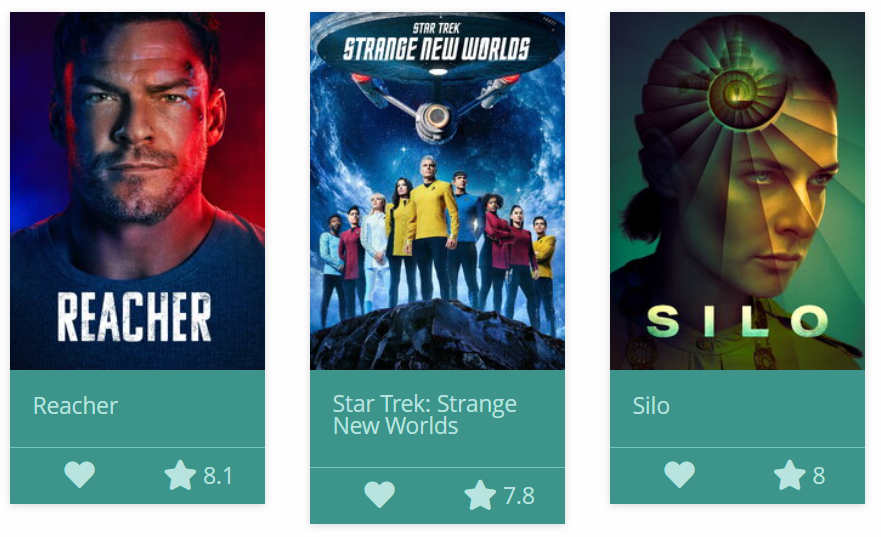 REACHER
Reacher
8.1
STAR TREK
STRANGE NEW WORLDS
Star Trek: Strange
New Worlds
7.8
SILO
Silo
8